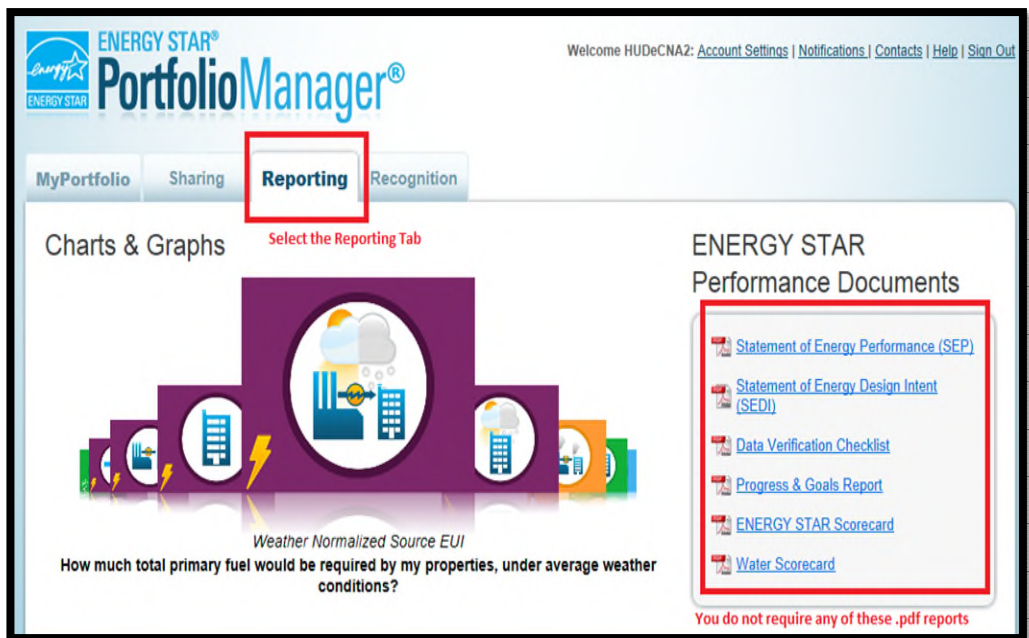 ENERGY STAR®
PortfolioManager®
energy
ENERGY STAR
Welcome HUDeCNA2: Account Settings | Notifications | Contacts | Help | Sign Out
MyPortfolio Sharing Reporting Recognition
Charts & Graphs
Select the Reporting Tab
ENERGY STAR
Performance Documents
Statement of Energy Performance (SEP)
Statement of Energy Design Intent
(SEDI)
Data Verification Checklist
Progress & Goals Report
ENERGY STAR Scorecard
Water Scorecard
Weather Normalized Source EUI
How much total primary fuel would be required by my properties, under average weather
conditions?
You do not require any of these .pdf reports